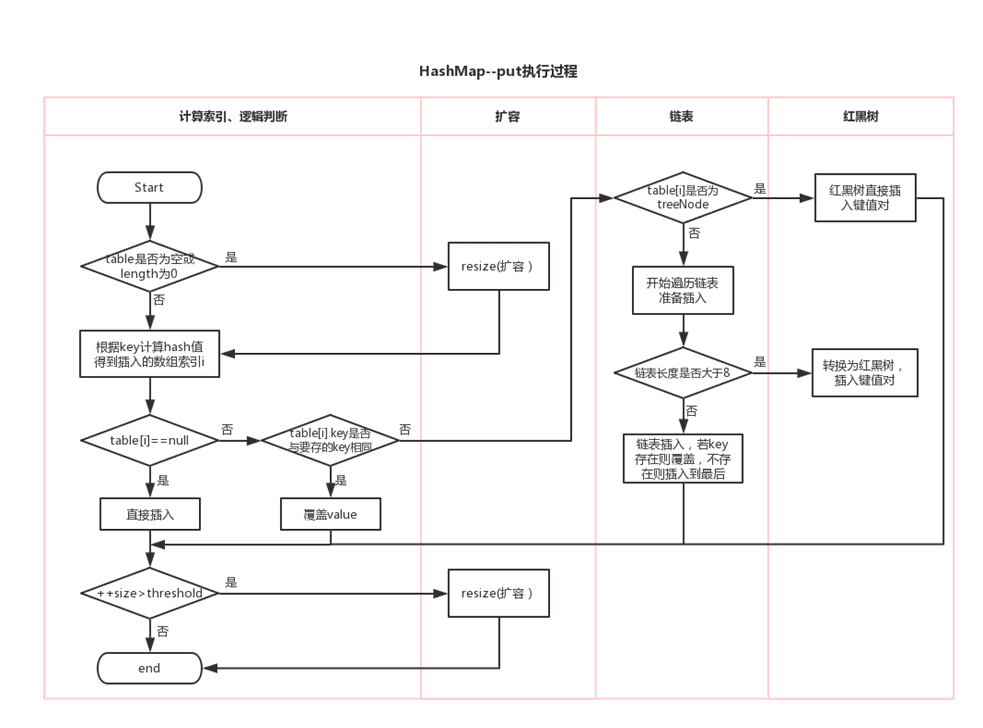 HashMap--put执行过程
计算索引、逻辑判断
扩容
链表
红黑树
Start
table是否为空或
length为0
是
否
resize(扩容）
根据key计算hash值
得到插入的数组索引i
table[i]==null
否
是
table[i].key是否
与要存的key相同
否
是
直接插入
覆盖value
++size>threshold
是
否
resize(扩容）
end
table[i]是否为
treeNode
是
否
红黑树直接插
入键值对
开始遍历链表
准备插入
链表长度是否大于8
是
否
转换为红黑树，
插入键值对
链表插入，若key
存在则覆盖，不存
在则插入到最后